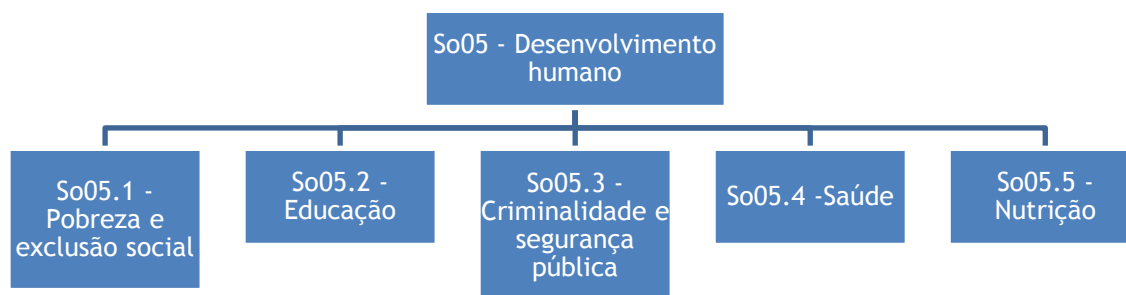 So05 - Desenvolvimento
humano
So05.1 -
Pobreza e
exclusão social
So05.2 -
Educação
So05.3 -
Criminalidade e
segurança
pública
So05.4 -Saúde
So05.5 -
Nutrição